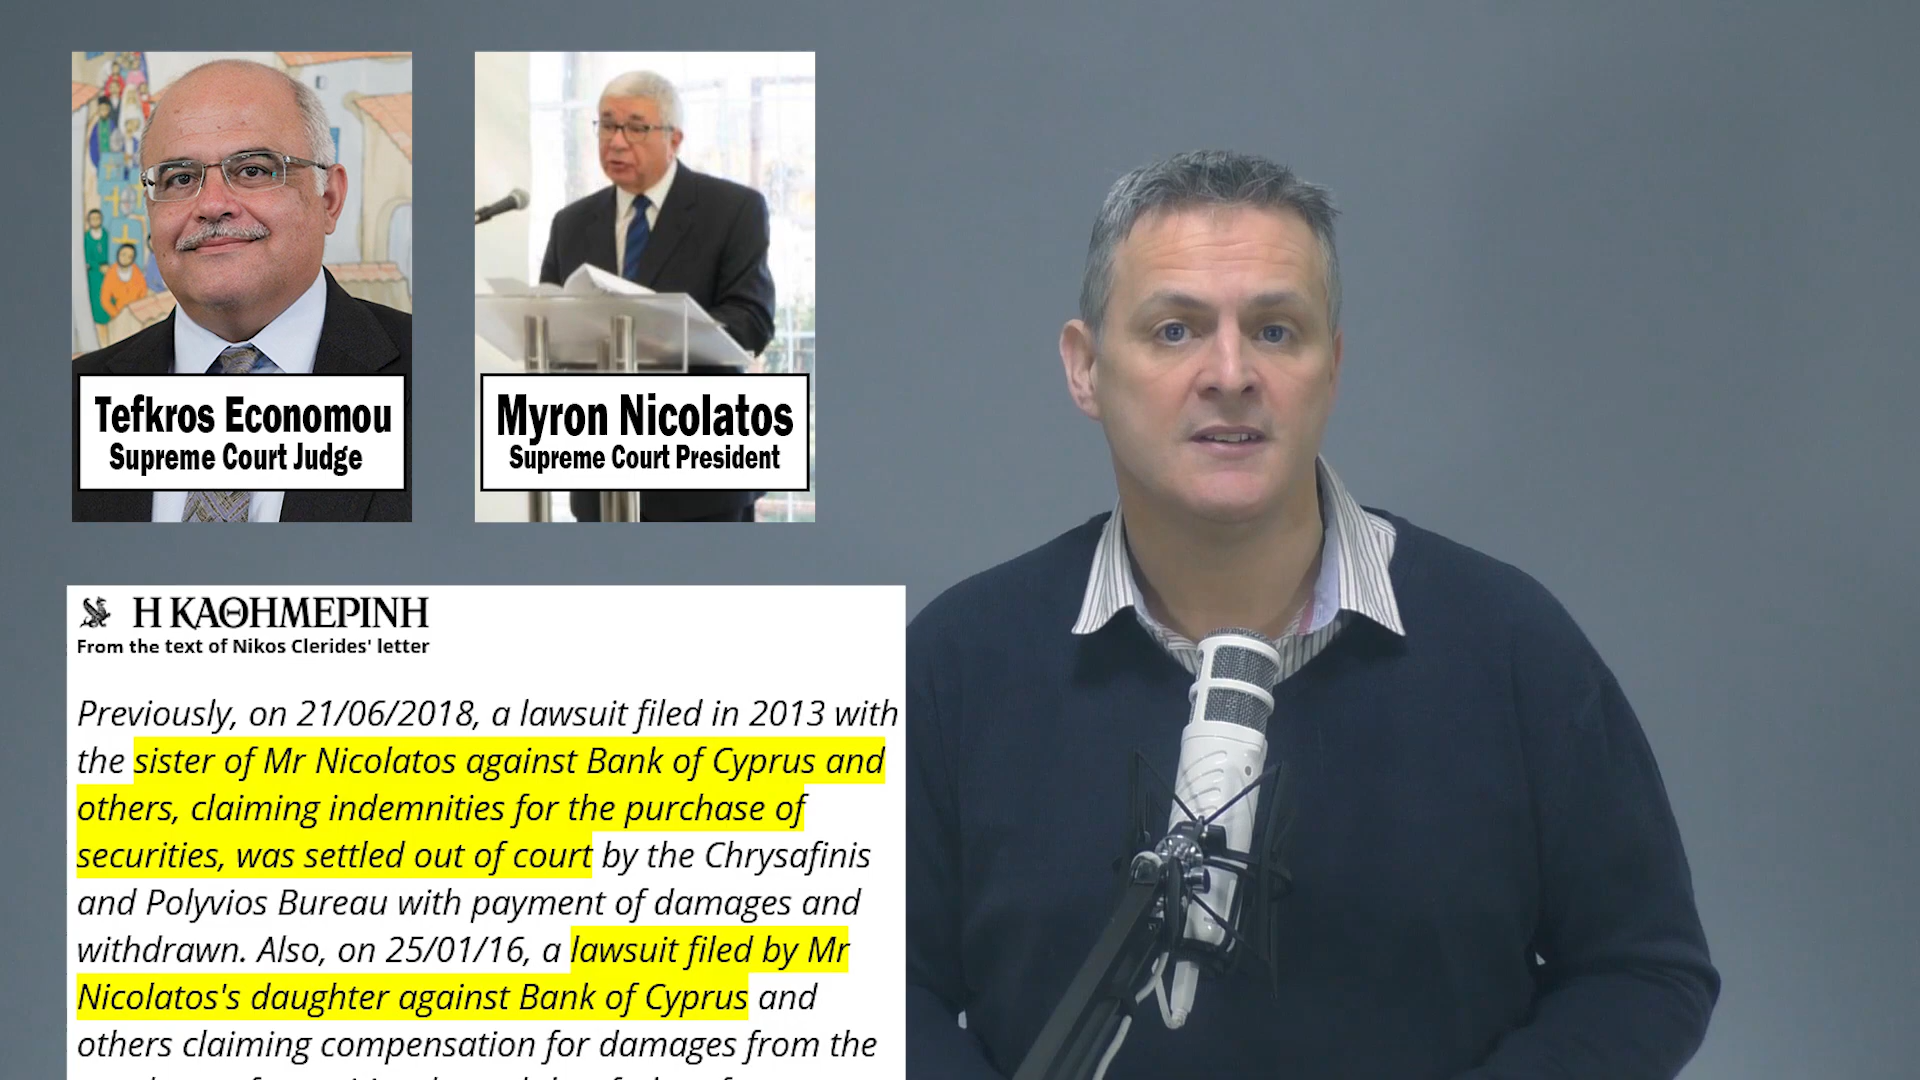 Tefkros Economou
Supreme Court Judge
Myron Nicolatos
Supreme Court President
Η ΚΑΘΗΜΕΡΙΝΗ
From the text of Nikos Clerides' letter
Previously, on 21/06/2018, a lawsuit filed in 2013 with
the sister of Mr Nicolatos against Bank of Cyprus and
others, claiming indemnities for the purchase of
securities, was settled out of court by the Chrysafinis
and Polyvios Bureau with payment of damages and
withdrawn. Also, on 25/01/16, a lawsuit filed by Mr
Nicolatos's daughter against Bank of Cyprus and
others claiming compensation for damages from the